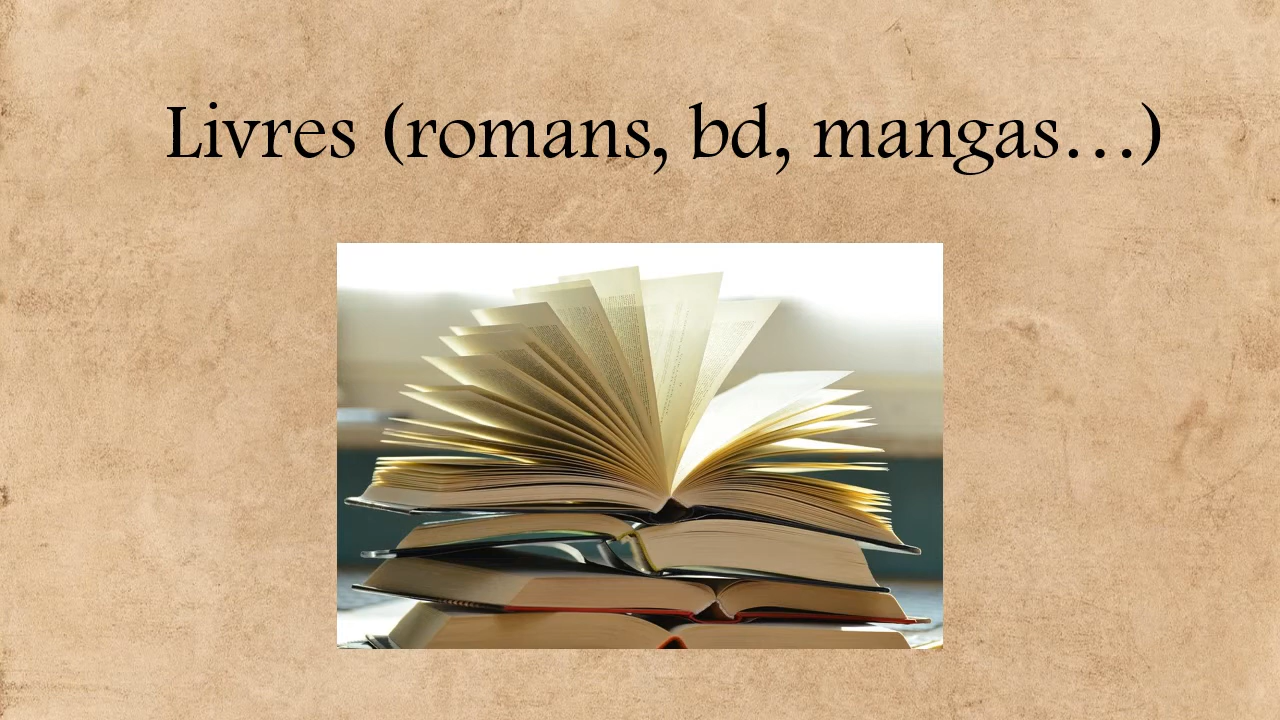 Livres (romans, bd, mangas…)